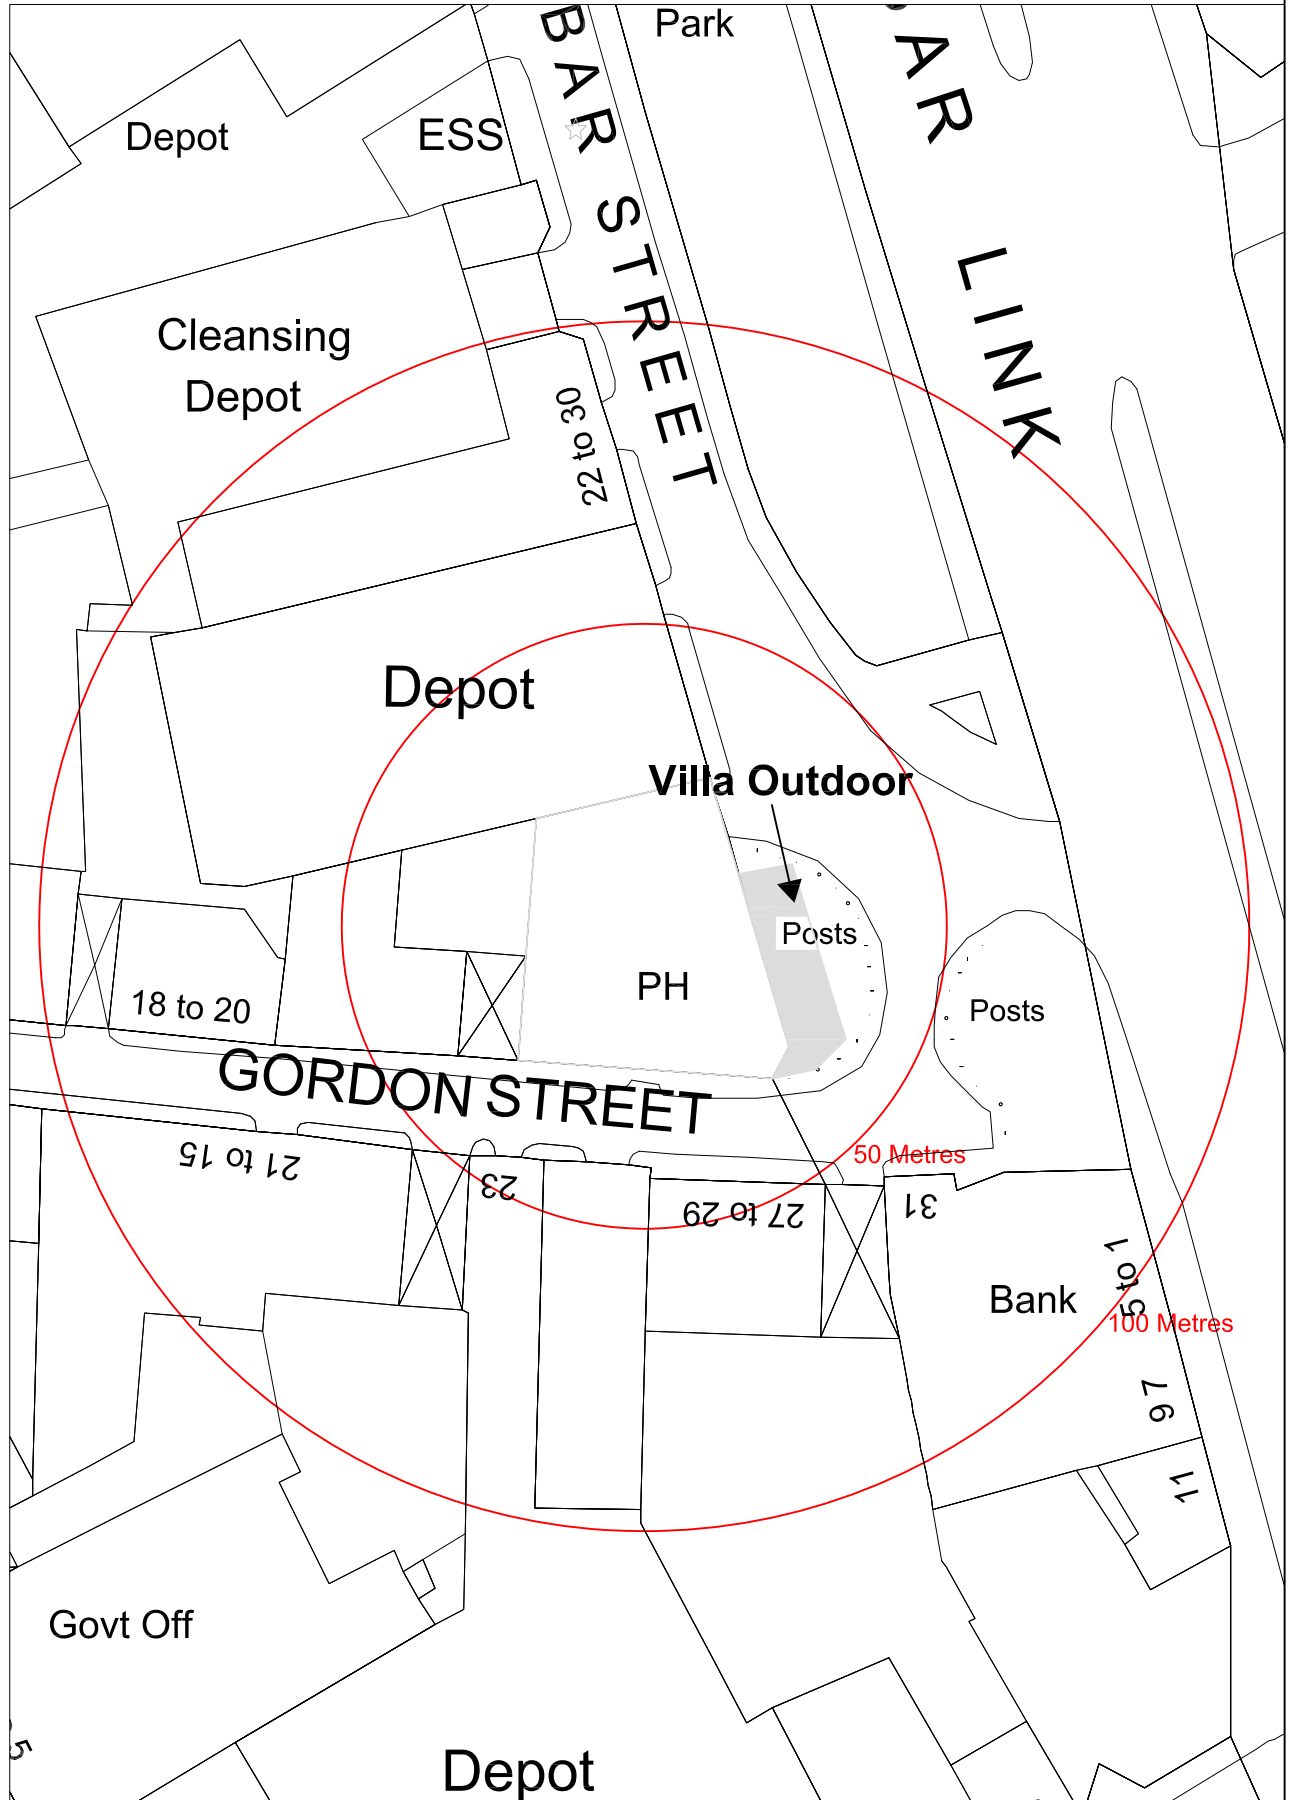 Park
BAR STREET
AR LINK
Depot
ESS
Cleansing
Depot
22 to 30
Depot
Villa Outdoor
Posts
PH
Posts
18 to 20
GORDON STREET
50 Metres
21 to 15
23
27 to 29
31
Bank
5 to 1
100 Metres
97
11
Govt Off
5
Depot